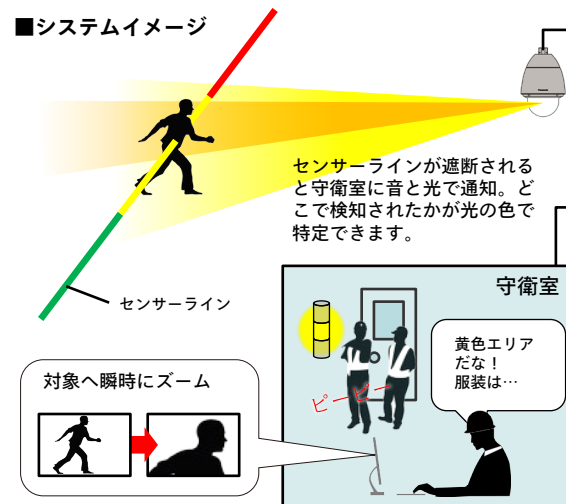 ■システムイメージ
センサーラインが遮断される
と守衛室に音と光で通知。ど
こで検知されたかが光の色で
特定できます。
センサーライン
守衛室
黄色エリア
だな！
服装は…
ピーピー
対象へ瞬時にズーム